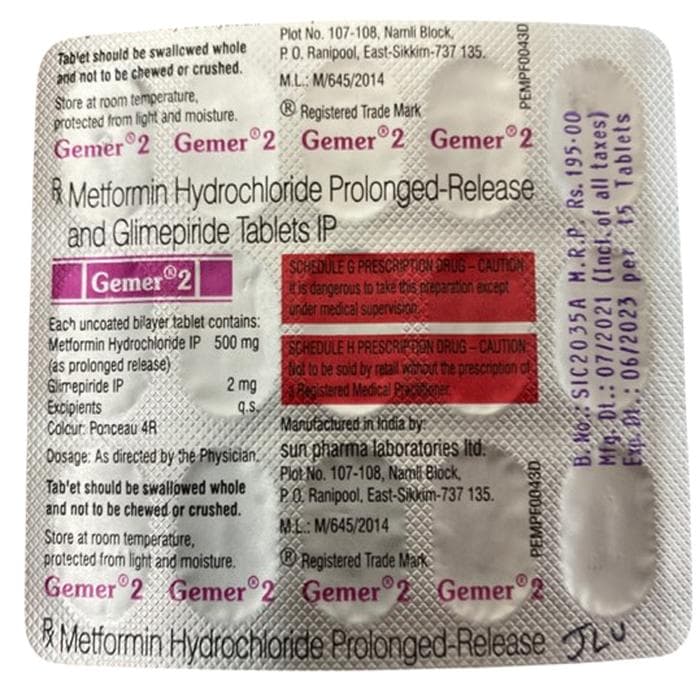 Tablet should be swallowed whole
and not to be chewed or crushed.
Store at room temperature,
protected from light and moisture.
Plot No. 107-108, Namli Block,
P. O. Ranipool, East-Sikkim-737 135.
M.L.: M/645/2014
® Registered Trade Mark
PEMPF0043D
Gemer®2 Gemer®2 Gemer®2 Gemer®2
℞ Metformin Hydrochloride Prolonged-Release
and Glimepiride Tablets IP
Gemer®2
Each uncoated bilayer tablet contains:
Metformin Hydrochloride IP 500 mg
(as prolonged release)
Glimepiride IP 2 mg
Excipients q.s.
Colour: Ponceau 4R
Dosage: As directed by the Physician.
Tablet should be swallowed whole
and not to be chewed or crushed.
Store at room temperature,
protected from light and moisture.
SCHEDULE G PRESCRIPTION DRUG – CAUTION
It is dangerous to take this preparation except
under medical supervision.
SCHEDULE H PRESCRIPTION DRUG – CAUTION:
Not to be sold by retail without the prescription of
a Registered Medical Practitioner.
Manufactured in India by:
sun pharma laboratories ltd.
Plot No. 107-108, Namli Block,
P. O. Ranipool, East-Sikkim-737 135.
M.L.: M/645/2014
® Registered Trade Mark
PEMPF0043D
Gemer®2 Gemer®2 Gemer®2 Gemer®2
℞ Metformin Hydrochloride Prolonged-Release
B. No.: SIC2035A M.R.P. Rs. 195.00
Mfg. Dt.: 07/2021 (Incl. of all taxes)
Exp. Dt.: 06/2023 per 15 Tablets